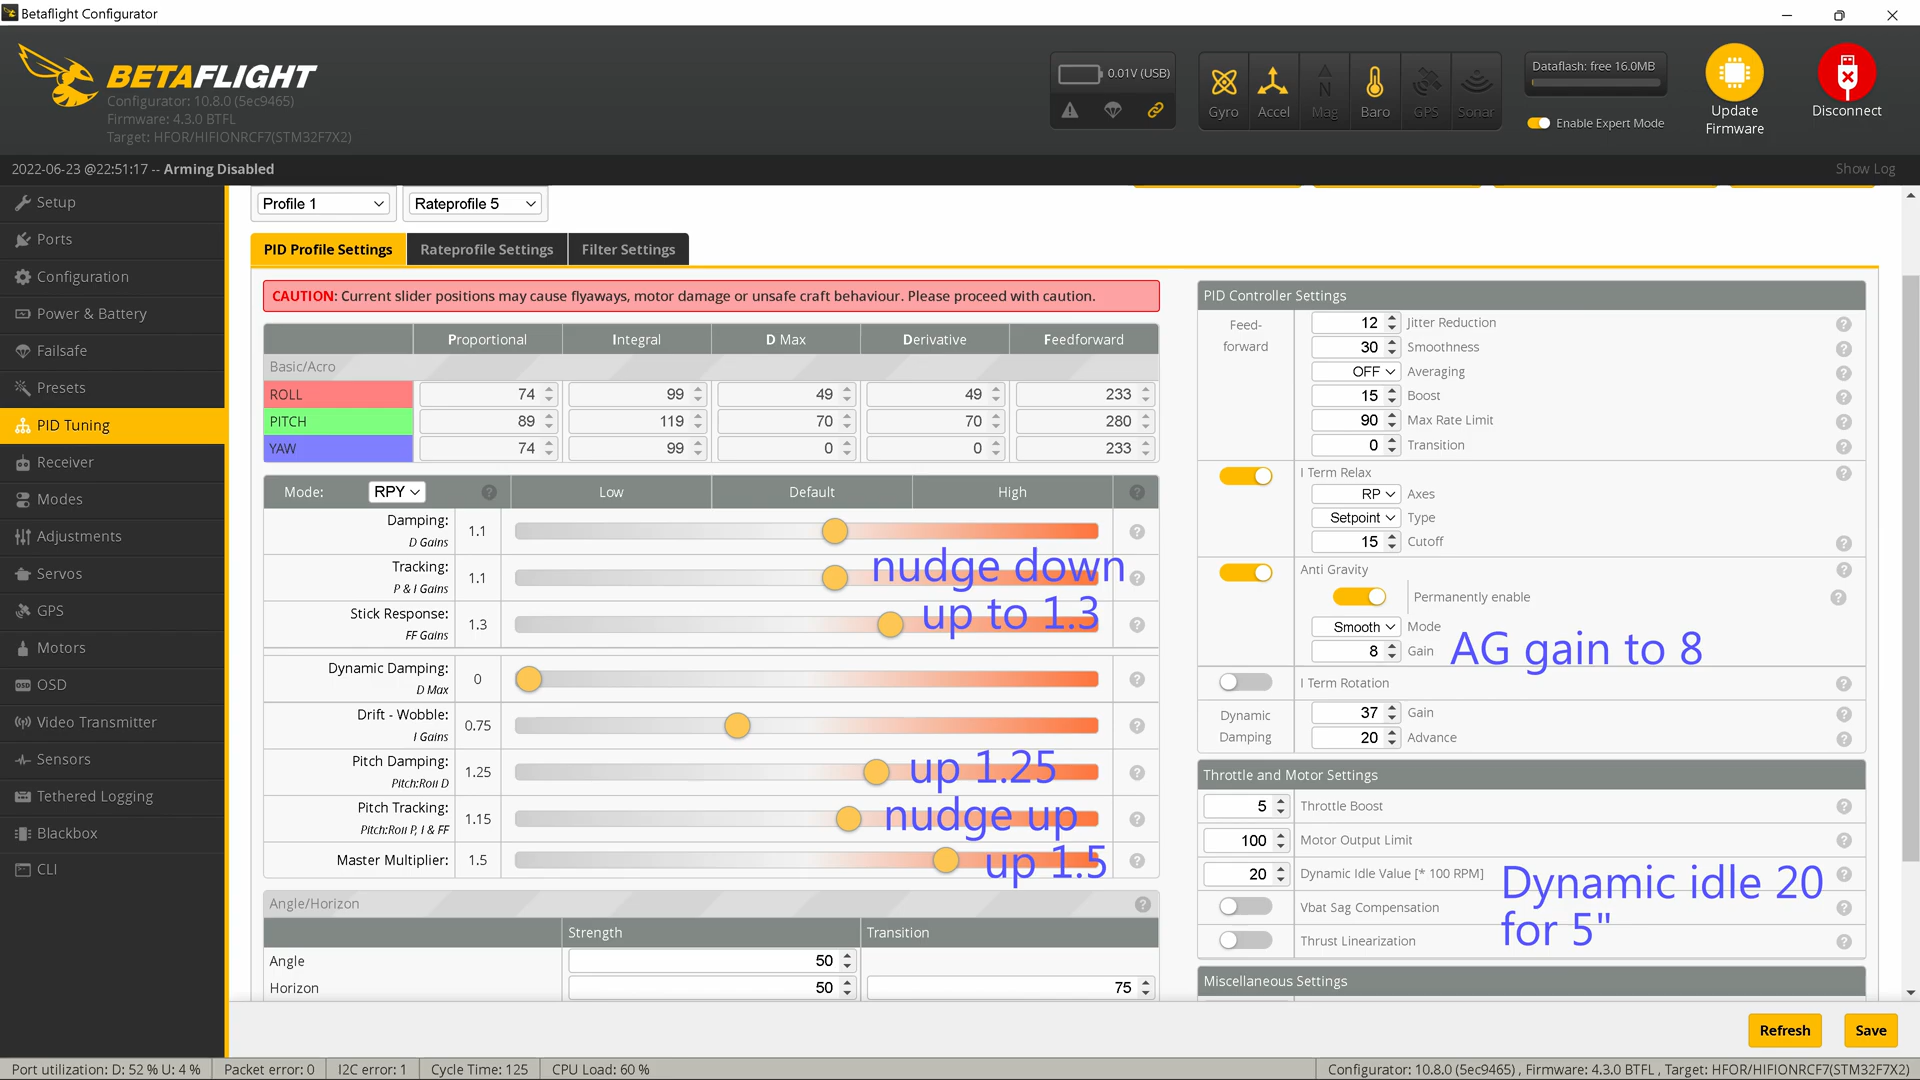 Betaflight Configurator
BETAFLIGHT
Configurator: 10.8.0 (5ec9465)
Firmware: 4.3.0 BTFL
Target: HFOR/HIFIONRCF7(STM32F7X2)
0.01V (USB)
Gyro Accel Mag Baro GPS Sonar
Dataflash: free 16.0MB
Enable Expert Mode
Update Firmware
Disconnect
2022-06-23 @22:51:17 -- Arming Disabled
Show Log
Setup
Ports
Configuration
Power & Battery
Failsafe
Presets
PID Tuning
Receiver
Modes
Adjustments
Servos
GPS
Motors
OSD
Video Transmitter
Sensors
Tethered Logging
Blackbox
CLI
Profile 1 Rateprofile 5
PID Profile Settings Rateprofile Settings Filter Settings
CAUTION: Current slider positions may cause flyaways, motor damage or unsafe craft behaviour. Please proceed with caution.
Proportional Integral D Max Derivative Feedforward
Basic/Acro
ROLL 74 99 49 49 233
PITCH 89 119 70 70 280
YAW 74 99 0 0 233
Mode: RPY Low Default High
Damping: D Gains 1.1
Tracking: P & I Gains 1.1 nudge down
Stick Response: FF Gains 1.3 up to 1.3
Dynamic Damping: D Max 0
Drift - Wobble: I Gains 0.75
Pitch Damping: Pitch:Roll D 1.25 up 1.25
Pitch Tracking: Pitch:Roll P, I & FF 1.15 nudge up
Master Multiplier: 1.5 up 1.5
Angle/Horizon
Strength Transition
Angle 50
Horizon 50 75
PID Controller Settings
Feed-forward
12 Jitter Reduction
30 Smoothness
OFF Averaging
15 Boost
90 Max Rate Limit
0 Transition
I Term Relax
RP Axes
Setpoint Type
15 Cutoff
Anti Gravity
Permanently enable
Smooth Mode
8 Gain AG gain to 8
I Term Rotation
Dynamic Damping
37 Gain
20 Advance
Throttle and Motor Settings
5 Throttle Boost
100 Motor Output Limit
20 Dynamic Idle Value [* 100 RPM] Dynamic idle 20
Vbat Sag Compensation for 5"
Thrust Linearization
Miscellaneous Settings
Refresh Save
Port utilization: D: 52 % U: 4 % Packet error: 0 I2C error: 1 Cycle Time: 125 CPU Load: 60 % Configurator: 10.8.0 (5ec9465) , Firmware: 4.3.0 BTFL , Target: HFOR/HIFIONRCF7(STM32F7X2)